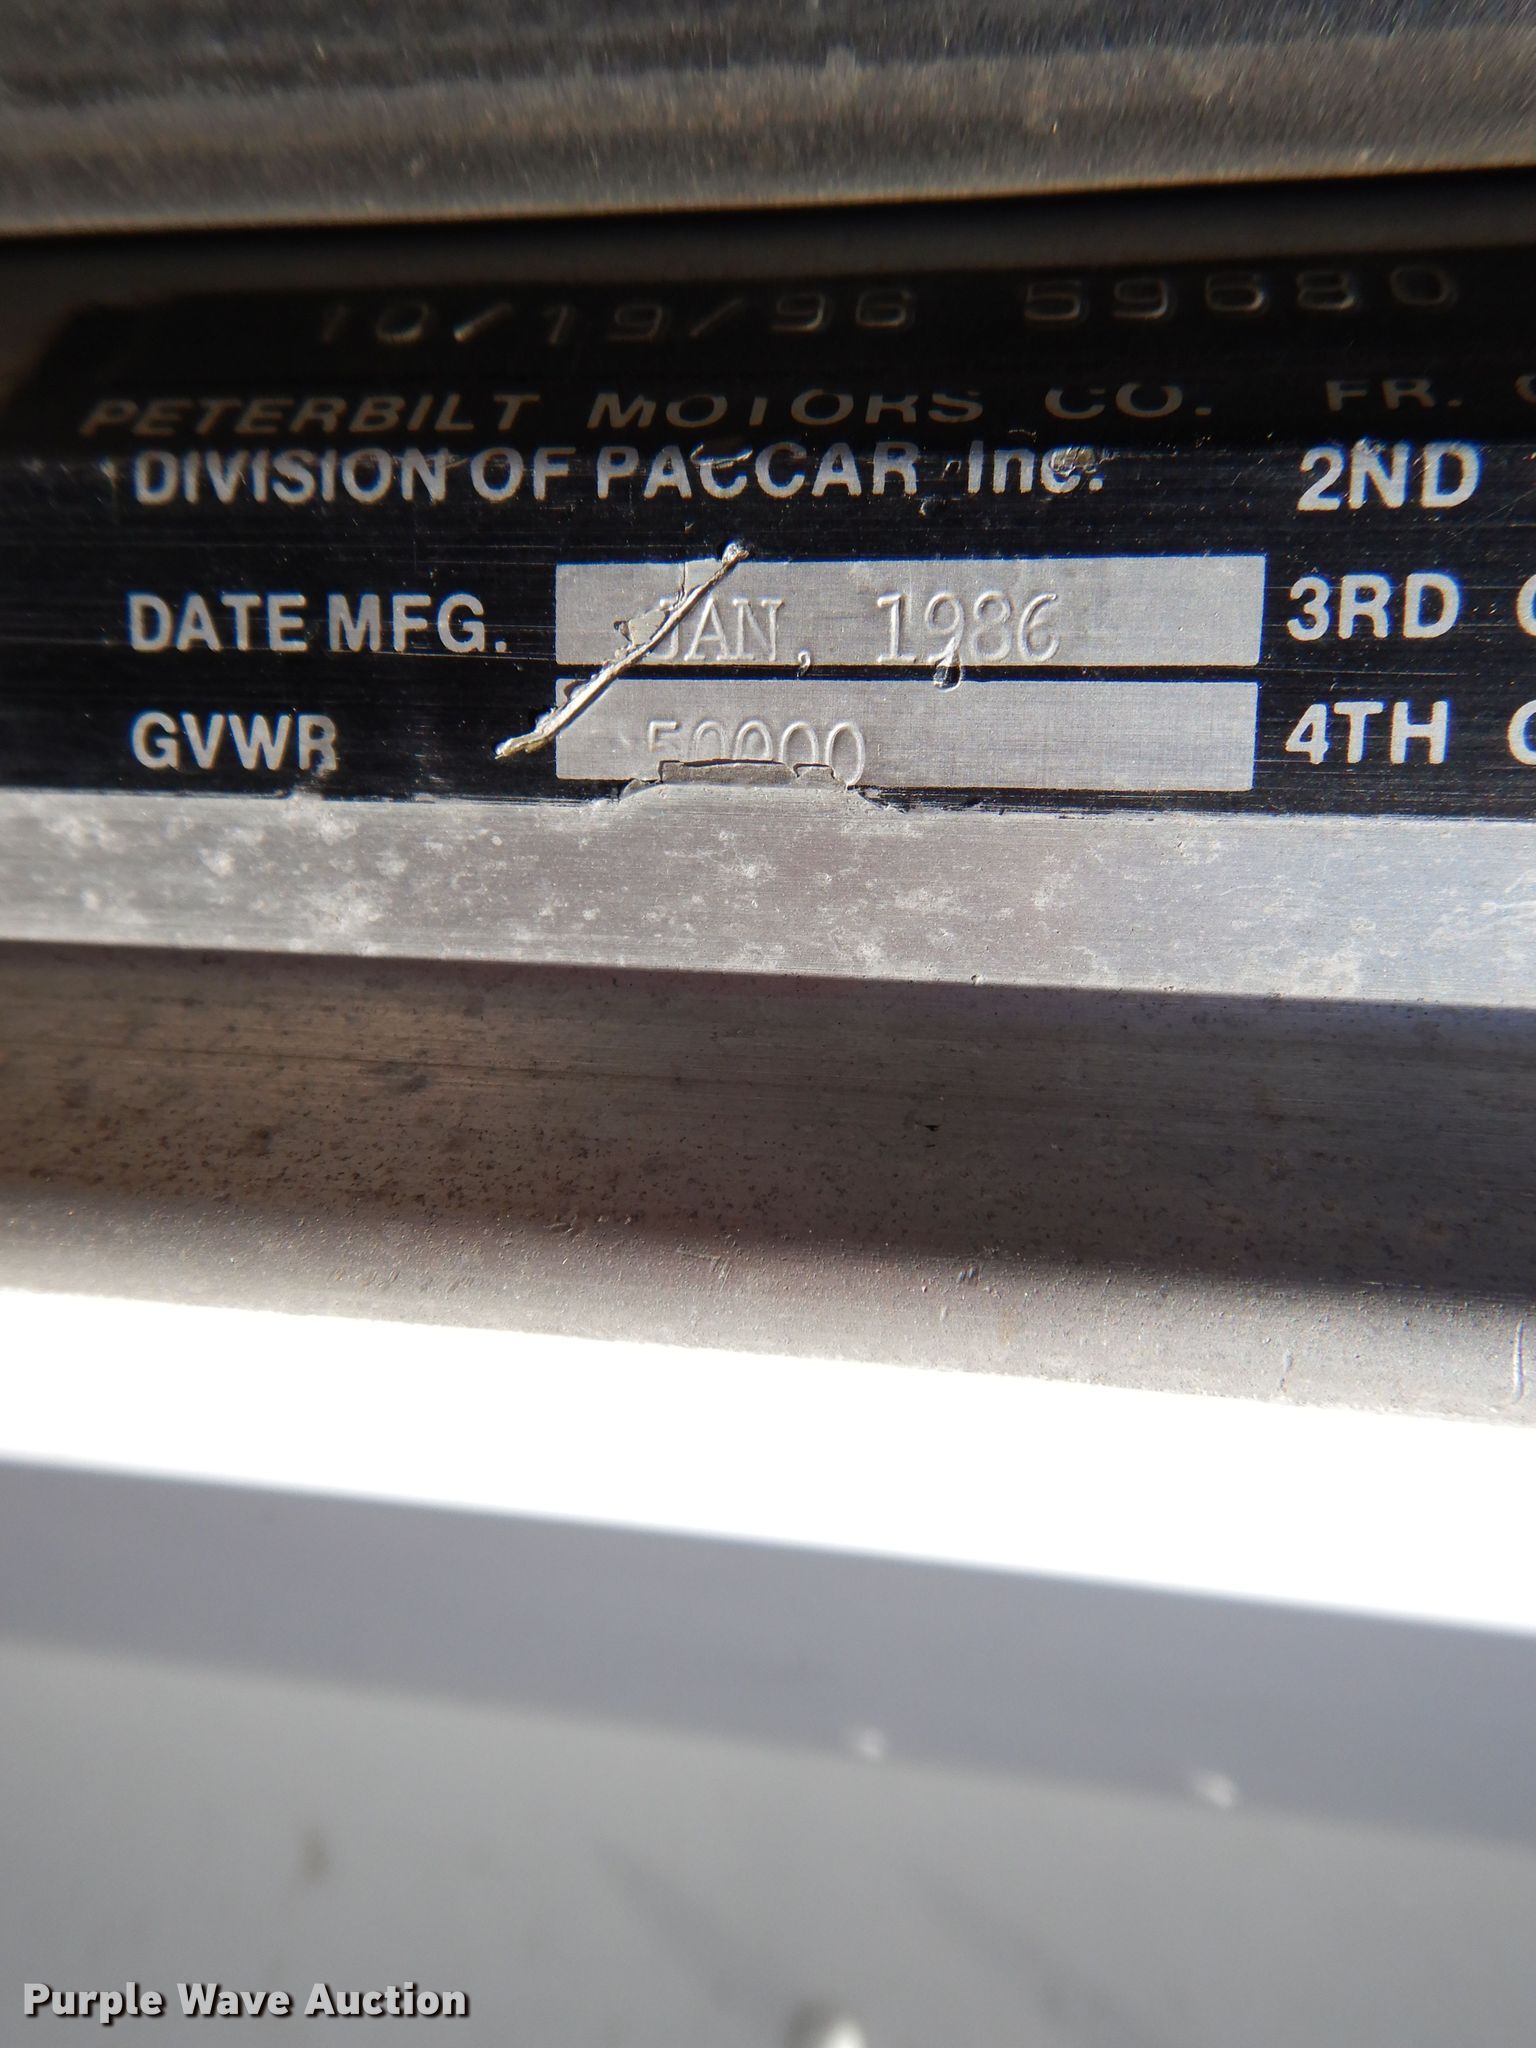 10/19/96 59680
PETERBILT MOTORS CO. FR.
DIVISION OF PACCAR Inc. 2ND
DATE MFG. JAN, 1986 3RD
GVWR 50000 4TH
Purple Wave Auction